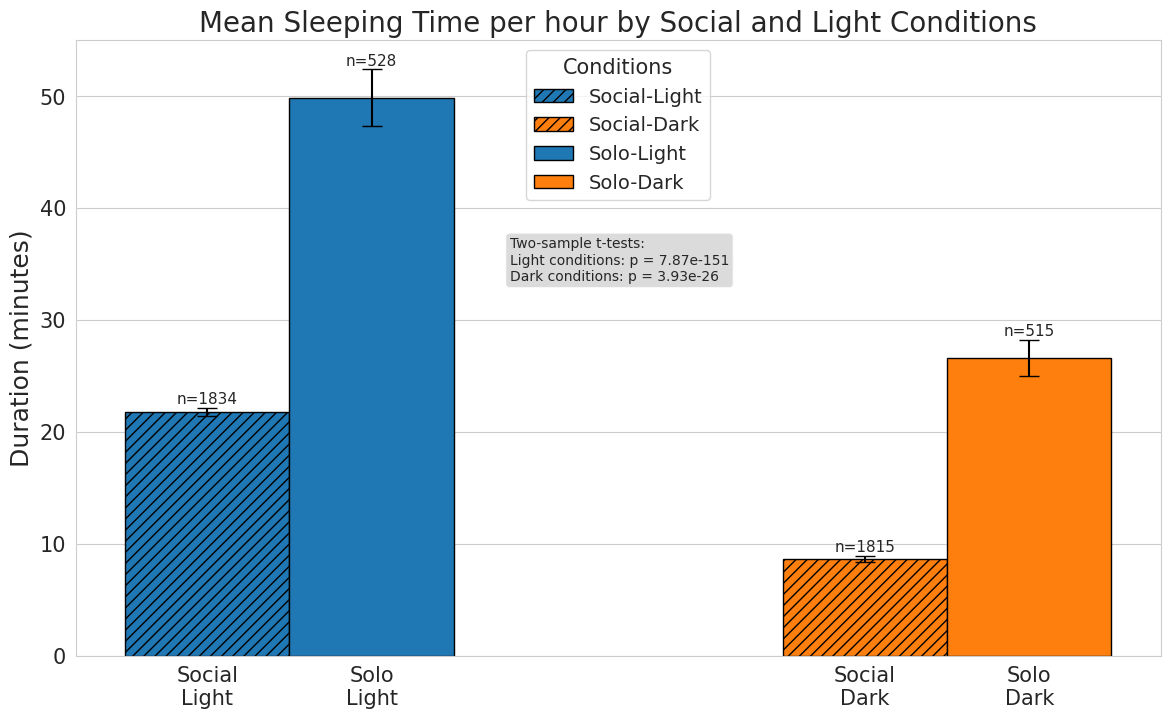 Mean Sleeping Time per hour by Social and Light Conditions
Duration (minutes)
50
40
30
20
10
0
n=528
n=1834
n=515
n=1815
Conditions
Social-Light
Social-Dark
Solo-Light
Solo-Dark
Two-sample t-tests:
Light conditions: p = 7.87e-151
Dark conditions: p = 3.93e-26
Social
Light
Solo
Light
Social
Dark
Solo
Dark